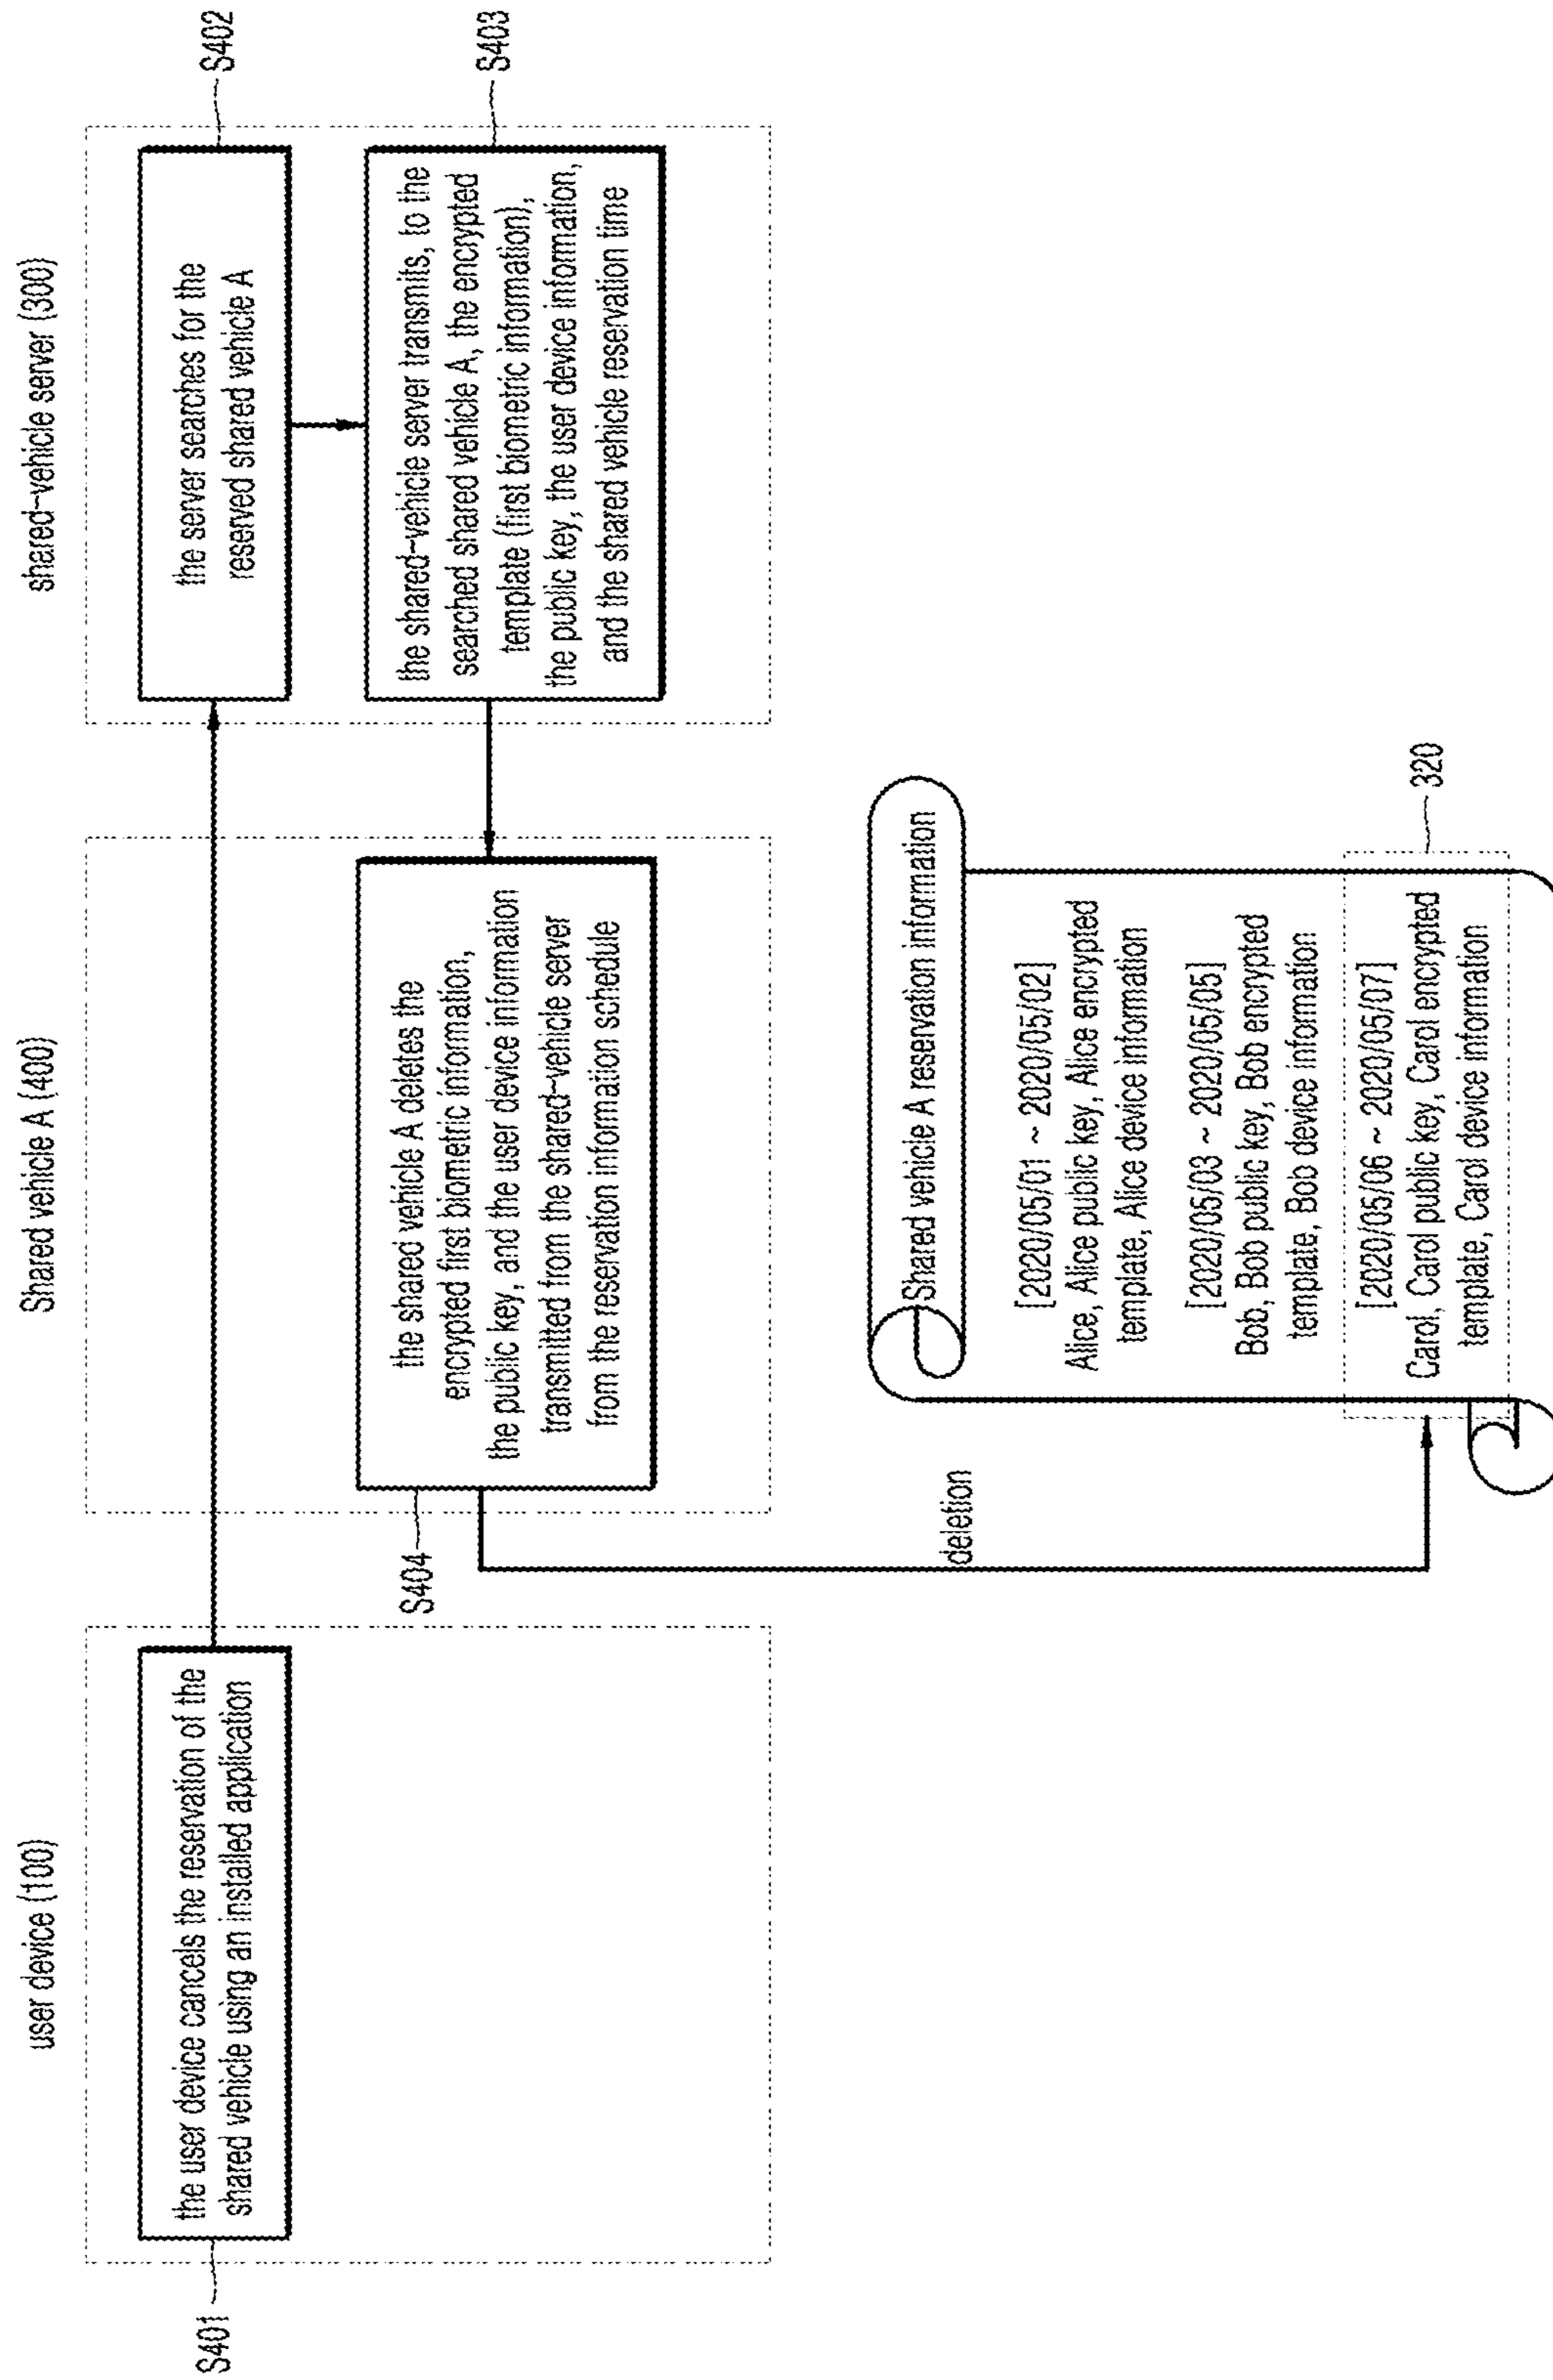 user device (100)
Shared vehicle A (400)
shared-vehicle server (300)
S401
the user device cancels the reservation of the
shared vehicle using an installed application
the server searches for the
reserved shared vehicle A
S402
the shared-vehicle server transmits, to the
searched shared vehicle A, the encrypted
template (first biometric information),
the public key, the user device information,
and the shared vehicle reservation time
S403
S404
the shared vehicle A deletes the
encrypted first biometric information,
the public key, and the user device information
transmitted from the shared-vehicle server
from the reservation information schedule
deletion
Shared vehicle A reservation information
[2020/05/01 ~ 2020/05/02]
Alice, Alice public key, Alice encrypted
template, Alice device information
[2020/05/03 ~ 2020/05/05]
Bob, Bob public key, Bob encrypted
template, Bob device information
[2020/05/06 ~ 2020/05/07]
Carol, Carol public key, Carol encrypted
template, Carol device information
320